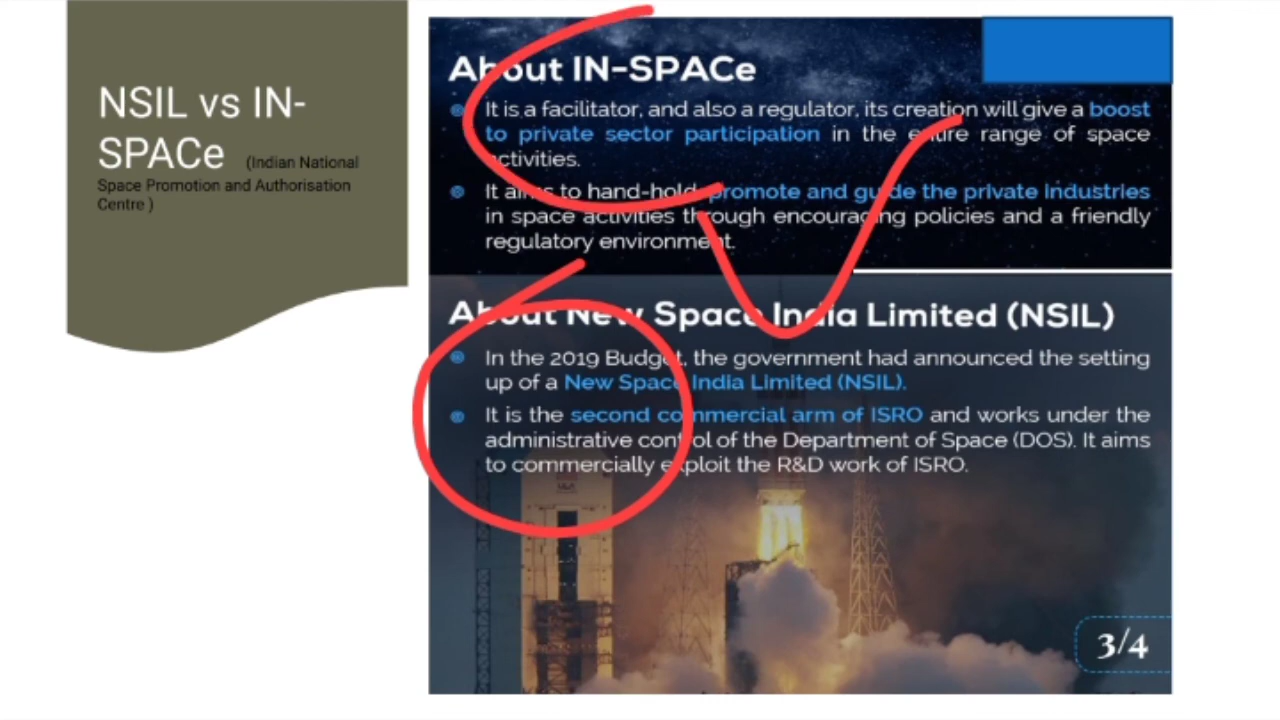 NSIL vs IN-
SPACe (Indian National
Space Promotion and Authorisation
Centre )
About IN-SPACe
It is a facilitator, and also a regulator, its creation will give a boost
to private sector participation in the entire range of space
activities.
It aims to hand-hold, promote and guide the private industries
in space activities through encouraging policies and a friendly
regulatory environment.
About New Space India Limited (NSIL)
In the 2019 Budget, the government had announced the setting
up of a New Space India Limited (NSIL).
It is the second commercial arm of ISRO and works under the
administrative control of the Department of Space (DOS). It aims
to commercially exploit the R&D work of ISRO.
3/4